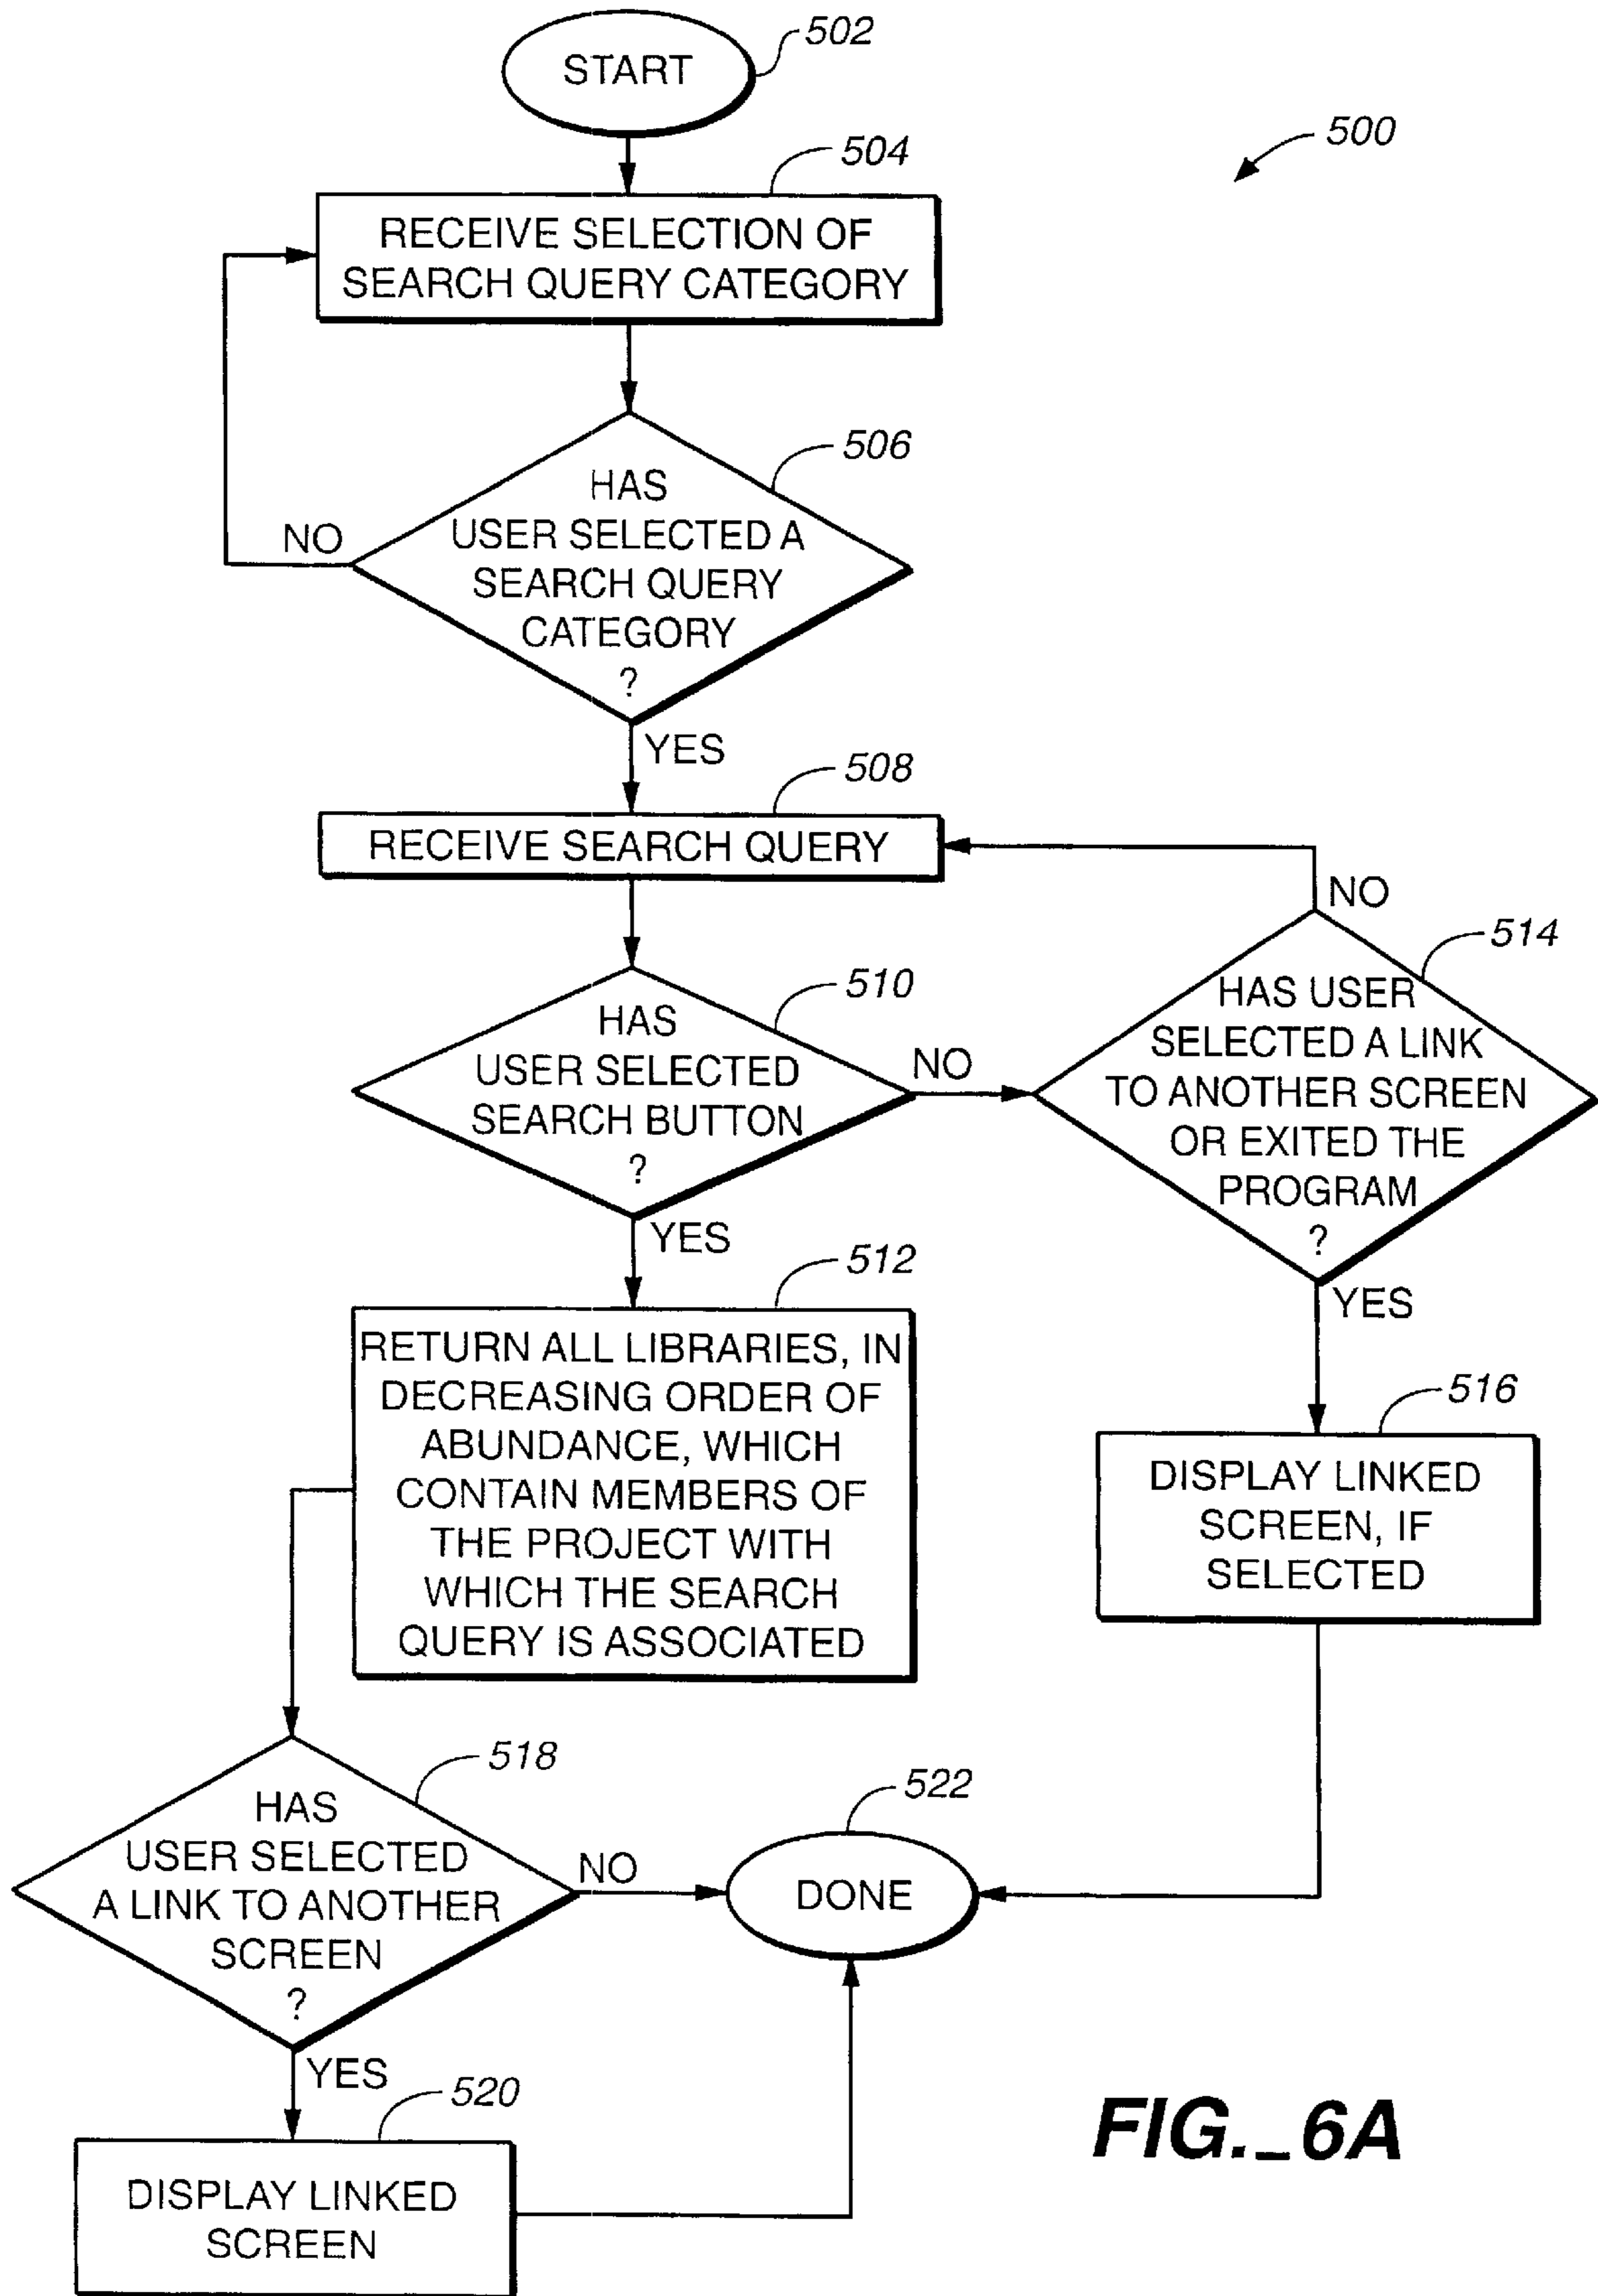 502
START
500
504
RECEIVE SELECTION OF
SEARCH QUERY CATEGORY
506
HAS
USER SELECTED A
SEARCH QUERY
CATEGORY
?
NO
YES
508
RECEIVE SEARCH QUERY
NO
514
HAS USER
SELECTED A LINK
TO ANOTHER SCREEN
OR EXITED THE
PROGRAM
?
510
HAS
USER SELECTED
SEARCH BUTTON
?
NO
YES
YES
512
RETURN ALL LIBRARIES, IN
DECREASING ORDER OF
ABUNDANCE, WHICH
CONTAIN MEMBERS OF
THE PROJECT WITH
WHICH THE SEARCH
QUERY IS ASSOCIATED
516
DISPLAY LINKED
SCREEN, IF
SELECTED
518
HAS
USER SELECTED
A LINK TO ANOTHER
SCREEN
?
NO
522
DONE
YES
520
DISPLAY LINKED
SCREEN
FIG._6A